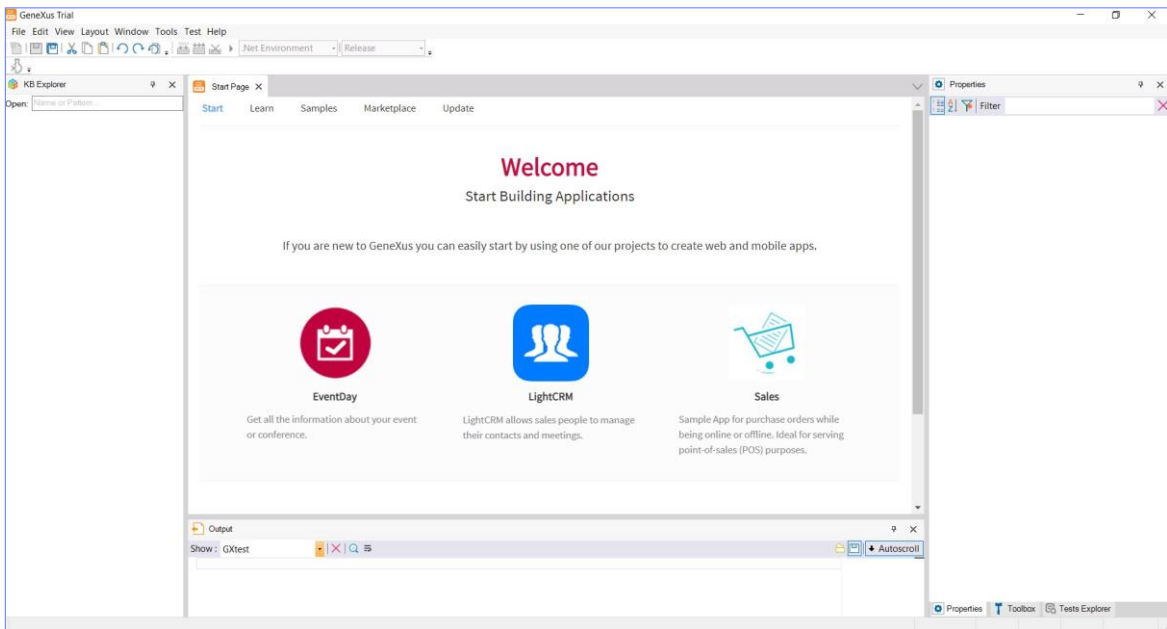 GeneXus Trial
File Edit View Layout Window Tools Test Help
.Net Environment Release
KB Explorer
Open: Name or Pattern...
Start Page
Start Learn Samples Marketplace Update
Welcome
Start Building Applications
If you are new to GeneXus you can easily start by using one of our projects to create web and mobile apps.
EventDay
Get all the information about your event
or conference.
LightCRM
LightCRM allows sales people to manage
their contacts and meetings.
Sales
Sample App for purchase orders while
being online or offline. Ideal for serving
point-of-sales (POS) purposes.
Output
Show: GXtest
Autoscroll
Properties
Filter
Properties Toolbox Tests Explorer